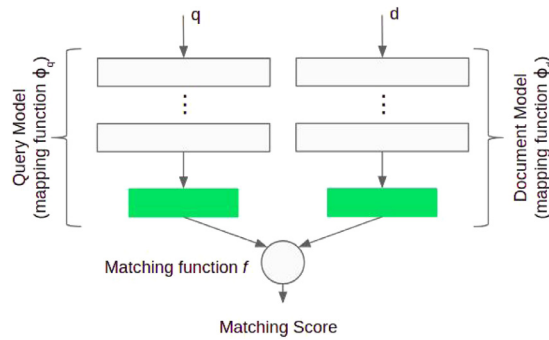 q
d
Query Model
(mapping function ϕq)
Document Model
(mapping function ϕd)
Matching function f
Matching Score